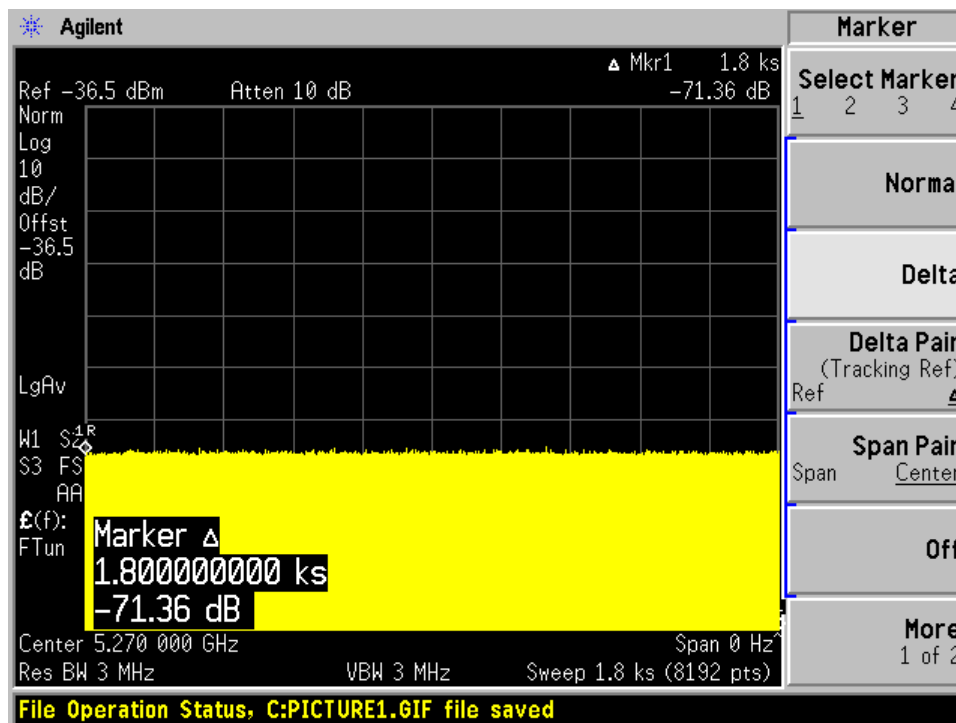 Agilent
Marker
Δ Mkr1 1.8 ks
Ref -36.5 dBm Atten 10 dB -71.36 dB
Norm
Log
10
dB/
Offst
-36.5
dB
LgAv
W1 S2
S3 FS
AA
£(f):
FTun
1R
Marker Δ
1.800000000 ks
-71.36 dB
Center 5.270 000 GHz Span 0 Hz^
Res BW 3 MHz VBW 3 MHz Sweep 1.8 ks (8192 pts)
File Operation Status, C:PICTURE1.GIF file saved
Select Marker
1 2 3 4
Norma
Delta
Delta Pair
(Tracking Ref)
Ref Δ
Span Pair
Span Center
Off
More
1 of 2